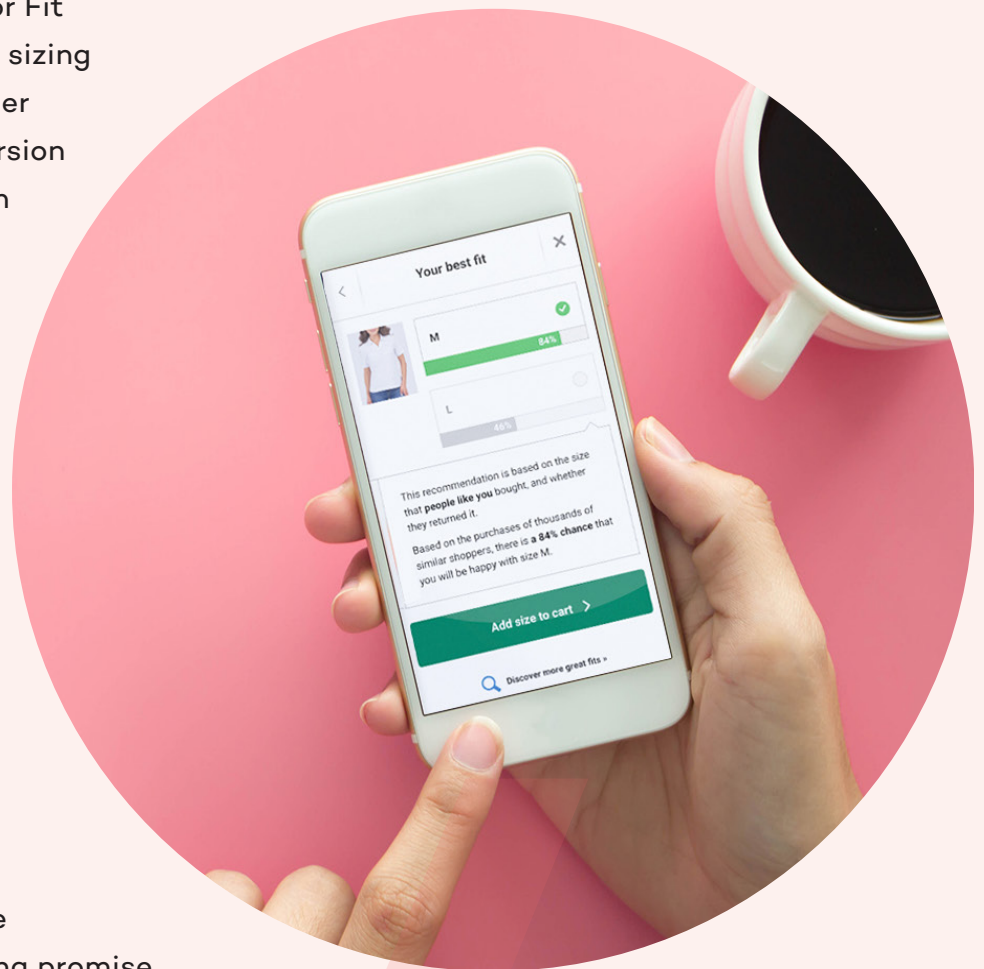 or Fit
sizing
er
rsion
n
Your best fit
M
84%
L
46%
This recommendation is based on the size
that people like you bought, and whether
they returned it.
Based on the purchases of thousands of
similar shoppers, there is a 84% chance that
you will be happy with size M.
Add size to cart
Discover more great fits »
e
ng promise